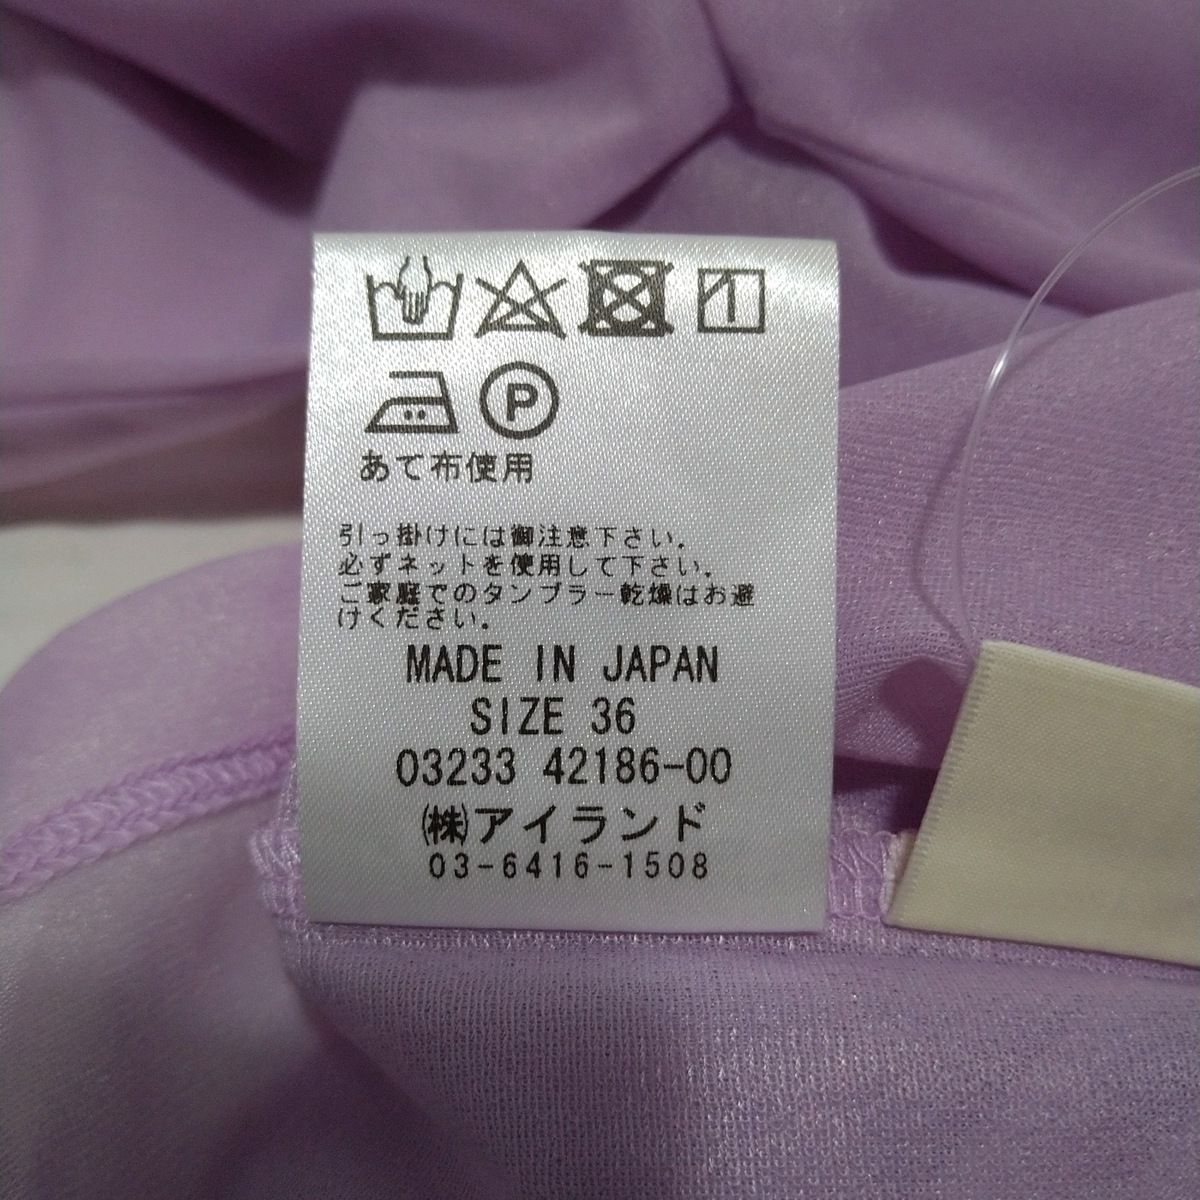 P
あて布使用
引っ掛けには御注意下さい。
必ずネットを使用して下さい。
ご家庭でのタンブラー乾燥はお避
けください。
MADE IN JAPAN
SIZE 36
03233 42186-00
㈱アイランド
03-6416-1508